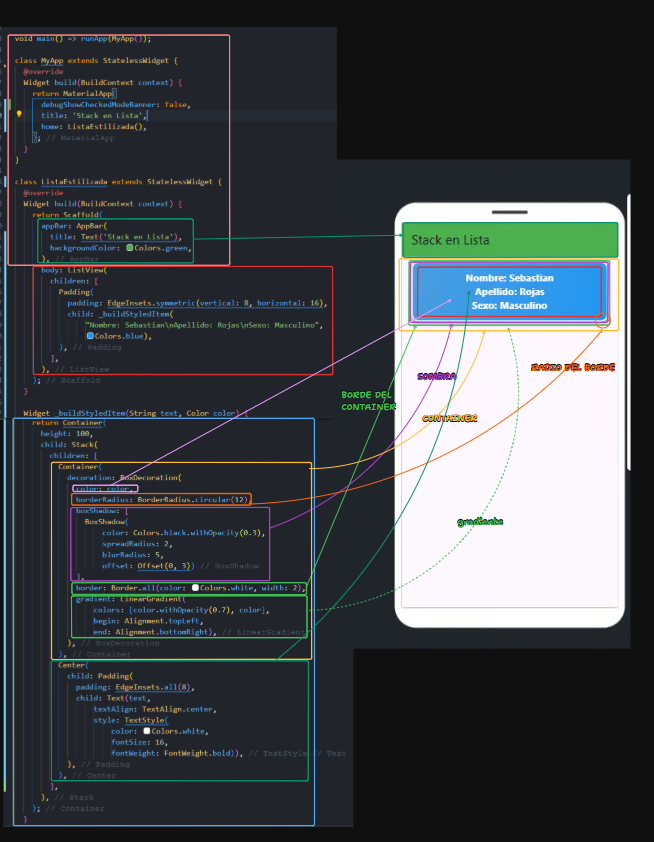 void main() => runApp(MyApp());
class MyApp extends StatelessWidget {
@override
Widget build(BuildContext context) {
return MaterialApp(
debugShowCheckedModeBanner: false,
title: 'Stack en Lista',
home: ListaEstilizada(),
); // MaterialApp
}
}
class ListaEstilizada extends StatelessWidget {
@override
Widget build(BuildContext context) {
return Scaffold(
appBar: AppBar(
title: Text('Stack en Lista'),
backgroundColor: Colors.green,
), // AppBar
body: ListView(
children: [
Padding(
padding: EdgeInsets.symmetric(vertical: 8, horizontal: 16),
child: _buildStyledItem(
"Nombre: Sebastian\nApellido: Rojas\nSexo: Masculino",
Colors.blue),
), // Padding
],
), // ListView
); // Scaffold
}
Widget _buildStyledItem(String text, Color color) {
return Container(
height: 100,
child: Stack(
children: [
Container(
decoration: BoxDecoration(
color: color,
borderRadius: BorderRadius.circular(12),
boxShadow: [
BoxShadow(
color: Colors.black.withOpacity(0.3),
spreadRadius: 2,
blurRadius: 5,
offset: Offset(0, 3)) // BoxShadow
],
border: Border.all(color: Colors.white, width: 2),
gradient: LinearGradient(
colors: [color.withOpacity(0.7), color],
begin: Alignment.topLeft,
end: Alignment.bottomRight), // LinearGradient
), // BoxDecoration
), // Container
Center(
child: Padding(
padding: EdgeInsets.all(8),
child: Text(text,
textAlign: TextAlign.center,
style: TextStyle(
color: Colors.white,
fontSize: 16,
fontWeight: FontWeight.bold)), // TextStyle // Text
), // Padding
), // Center
],
), // Stack
); // Container
}
Stack en Lista
Nombre: Sebastian
Apellido: Rojas
Sexo: Masculino
RADIO DEL BORDE
SOMBRA
BORDE DEL
CONTAINER
CONTAINER
gradiente